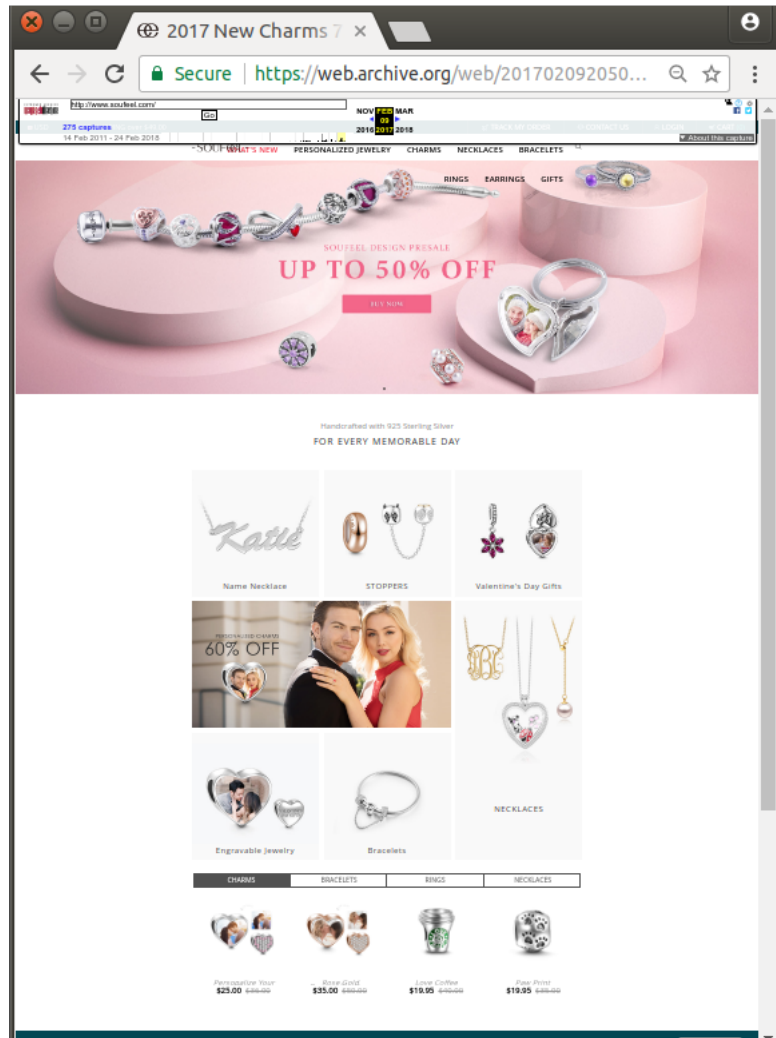 2017 New Charms 7
Secure https://web.archive.org/web/201702092050...
http://www.soufeel.com/
Go
NOV FEB MAR
09
2016 2017 2018
275 captures
14 Feb 2011 - 24 Feb 2018
TRACK MY ORDER CONTACT US LOGIN CART
About this capture
WHAT'S NEW PERSONALIZED JEWELRY CHARMS NECKLACES BRACELETS
RINGS EARRINGS GIFTS
SOUFEEL DESIGN PRESALE
UP TO 50% OFF
BUY NOW
Handcrafted with 925 Sterling Silver
FOR EVERY MEMORABLE DAY
Katie
Name Necklace STOPPERS Valentine's Day Gifts
PERSONALIZED CHARMS
60% OFF
NECKLACES
Engravable Jewelry Bracelets
CHARMS BRACELETS RINGS NECKLACES
Personalize Your Rose Gold Love Coffee Paw Print
$25.00 $35.00 $19.95 $19.95